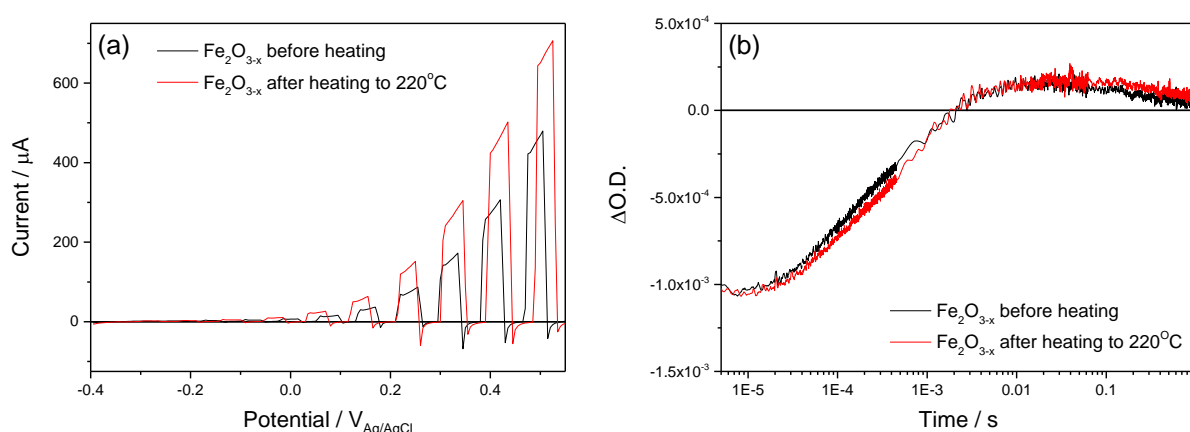 (a)
Fe₂O₃₋ₓ before heating
Fe₂O₃₋ₓ after heating to 220°C
600
400
200
0
Current / μA
-0.4
-0.2
0.0
0.2
0.4
Potential / V_Ag/AgCl
(b)
5.0x10⁻⁴
0.0
-5.0x10⁻⁴
-1.0x10⁻³
-1.5x10⁻³
ΔO.D.
Fe₂O₃₋ₓ before heating
Fe₂O₃₋ₓ after heating to 220°C
1E-5
1E-4
1E-3
0.01
0.1
Time / s